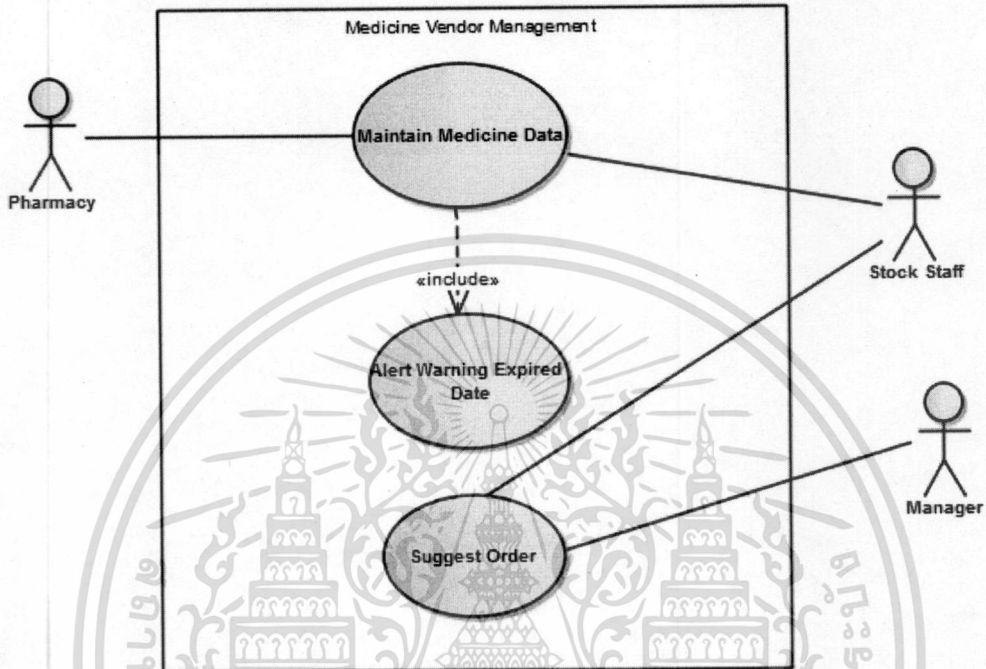 Medicine Vendor Management
Maintain Medicine Data
Pharmacy
Stock Staff
«include»
Alert Warning Expired
Date
Manager
Suggest Order